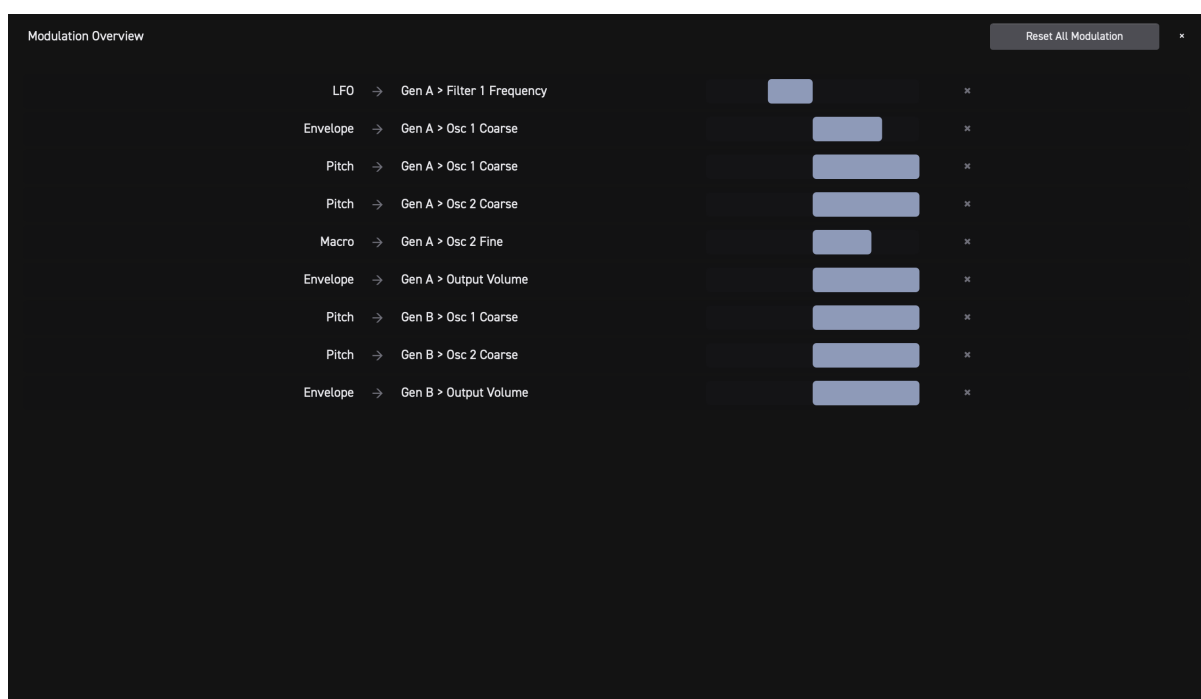 Modulation Overview
Reset All Modulation ×
LFO → Gen A > Filter 1 Frequency ×
Envelope → Gen A > Osc 1 Coarse ×
Pitch → Gen A > Osc 1 Coarse ×
Pitch → Gen A > Osc 2 Coarse ×
Macro → Gen A > Osc 2 Fine ×
Envelope → Gen A > Output Volume ×
Pitch → Gen B > Osc 1 Coarse ×
Pitch → Gen B > Osc 2 Coarse ×
Envelope → Gen B > Output Volume ×